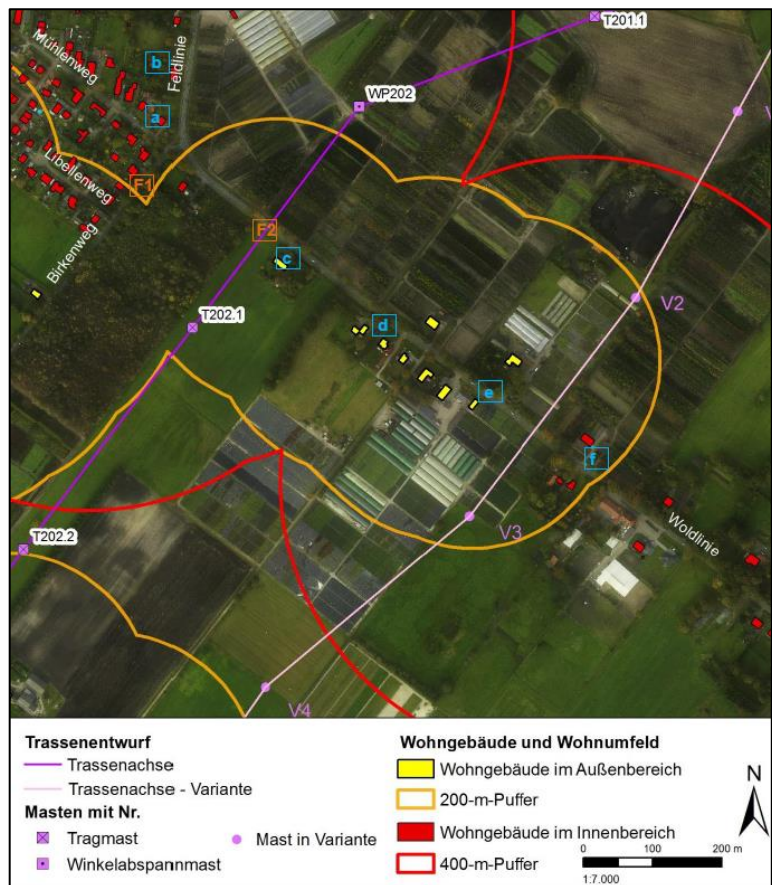 T201.1
Mühlenweg
b
Feldlinie
WP202
V
a
Libellenweg
F1
F2
Birkenweg
c
V2
T202.1
d
e
f
V3
Woldlinie
T202.2
V4
Trassenentwurf
Trassenachse
Trassenachse - Variante
Masten mit Nr.
Tragmast
Mast in Variante
Winkelabspannmast
Wohngebäude und Wohnumfeld
Wohngebäude im Außenbereich
200-m-Puffer
Wohngebäude im Innenbereich
400-m-Puffer
N
0 100 200 m
1:7.000